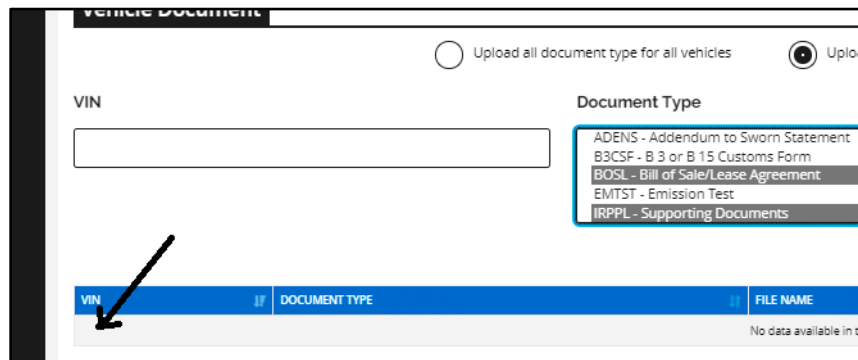 Vehicle Document
Upload all document type for all vehicles
VIN
Document Type
ADENS - Addendum to Sworn Statement
B3CSF - B 3 or B 15 Customs Form
BOSL - Bill of Sale/Lease Agreement
EMTST - Emission Test
IRPPL - Supporting Documents
VIN DOCUMENT TYPE FILE NAME
No data available in